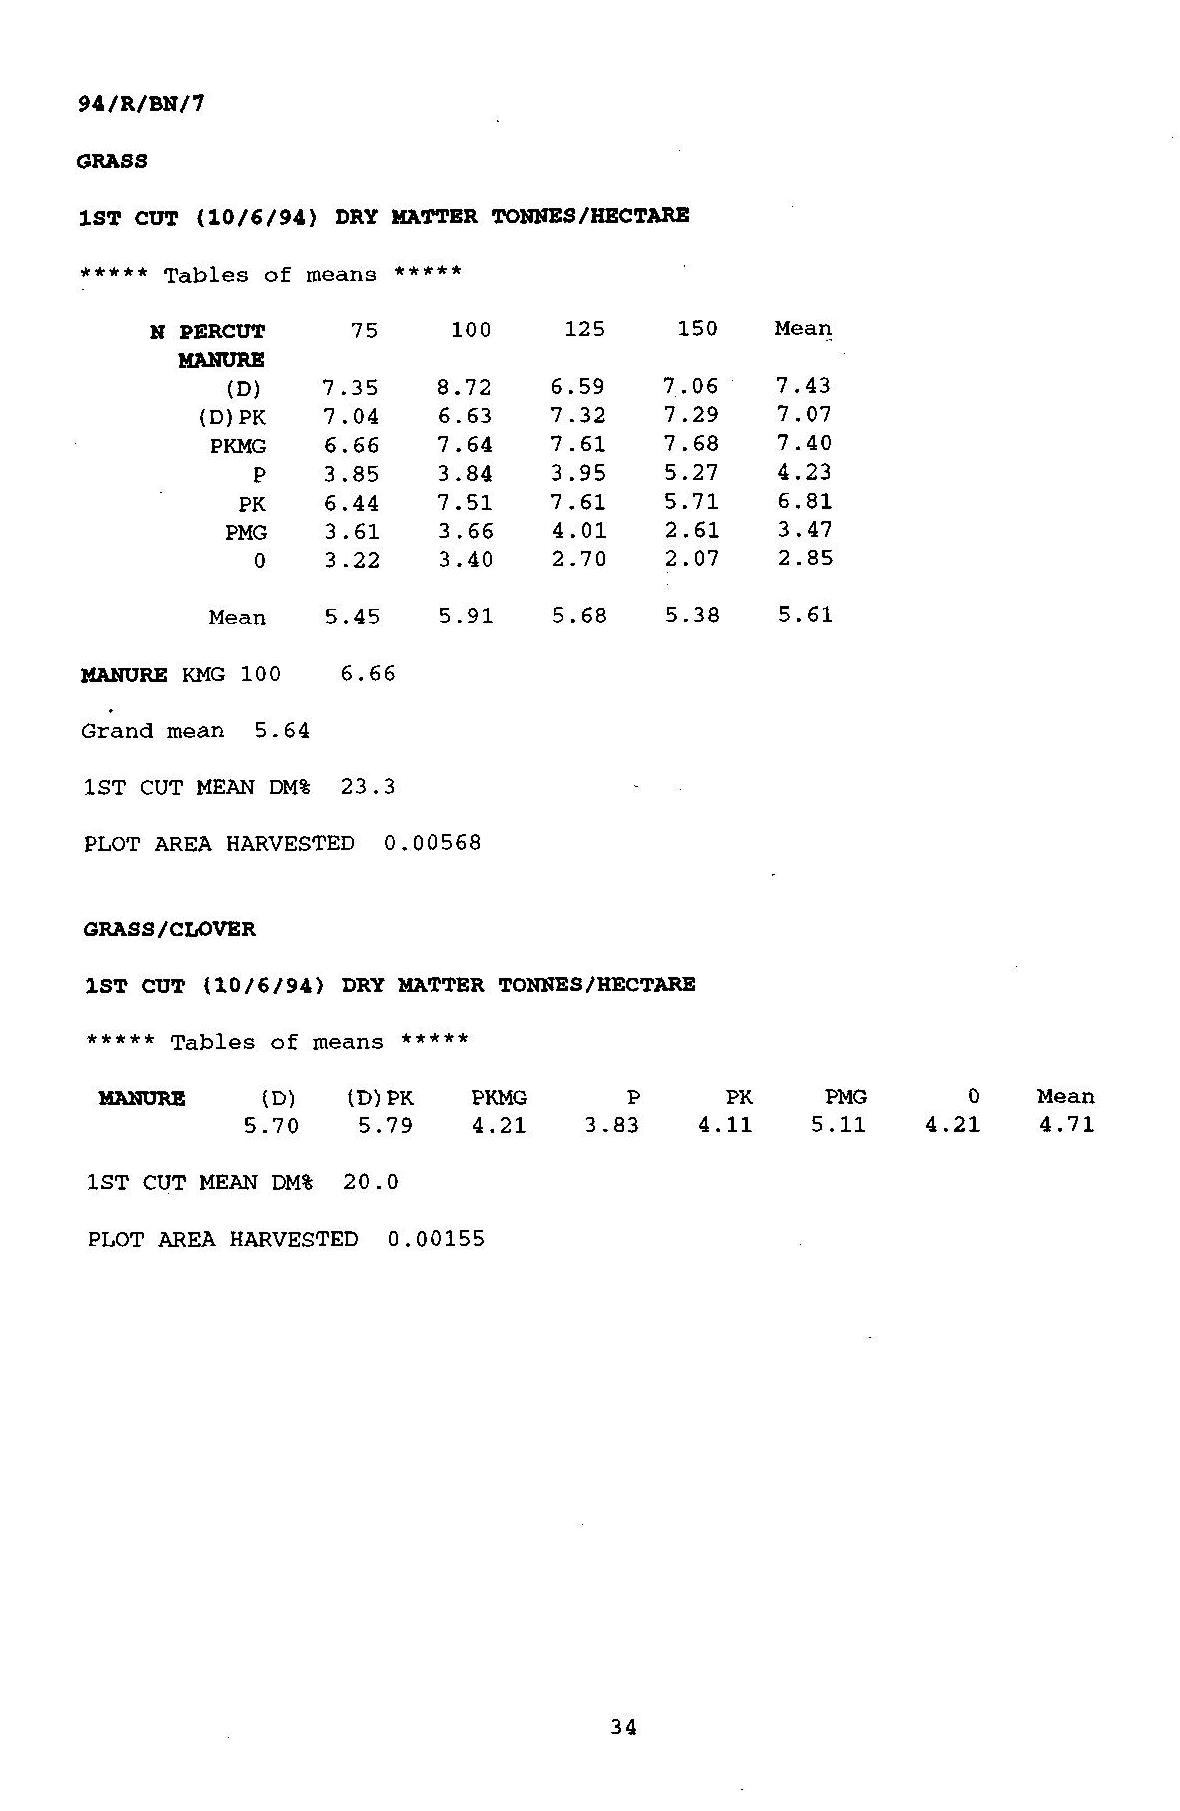 94/R/BN/7
GRASS
1ST CUT (10/6/94) DRY MATTER TONNES/HECTARE
***** Tables of means *****
N PERCUT 75 100 125 150 Mean
MANURE
(D) 7.35 8.72 6.59 7.06 7.43
(D)PK 7.04 6.63 7.32 7.29 7.07
PKMG 6.66 7.64 7.61 7.68 7.40
P 3.85 3.84 3.95 5.27 4.23
PK 6.44 7.51 7.61 5.71 6.81
PMG 3.61 3.66 4.01 2.61 3.47
0 3.22 3.40 2.70 2.07 2.85
Mean 5.45 5.91 5.68 5.38 5.61
MANURE KMG 100 6.66
Grand mean 5.64
1ST CUT MEAN DM% 23.3
PLOT AREA HARVESTED 0.00568
GRASS/CLOVER
1ST CUT (10/6/94) DRY MATTER TONNES/HECTARE
***** Tables of means *****
MANURE (D) (D)PK PKMG P PK PMG 0 Mean
5.70 5.79 4.21 3.83 4.11 5.11 4.21 4.71
1ST CUT MEAN DM% 20.0
PLOT AREA HARVESTED 0.00155
34